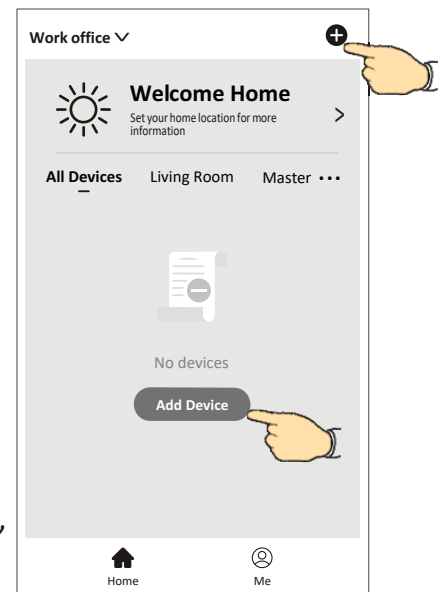 Work office
Welcome Home
Set your home location for more
information
All Devices Living Room Master •••
No devices
Add Device
Home Me